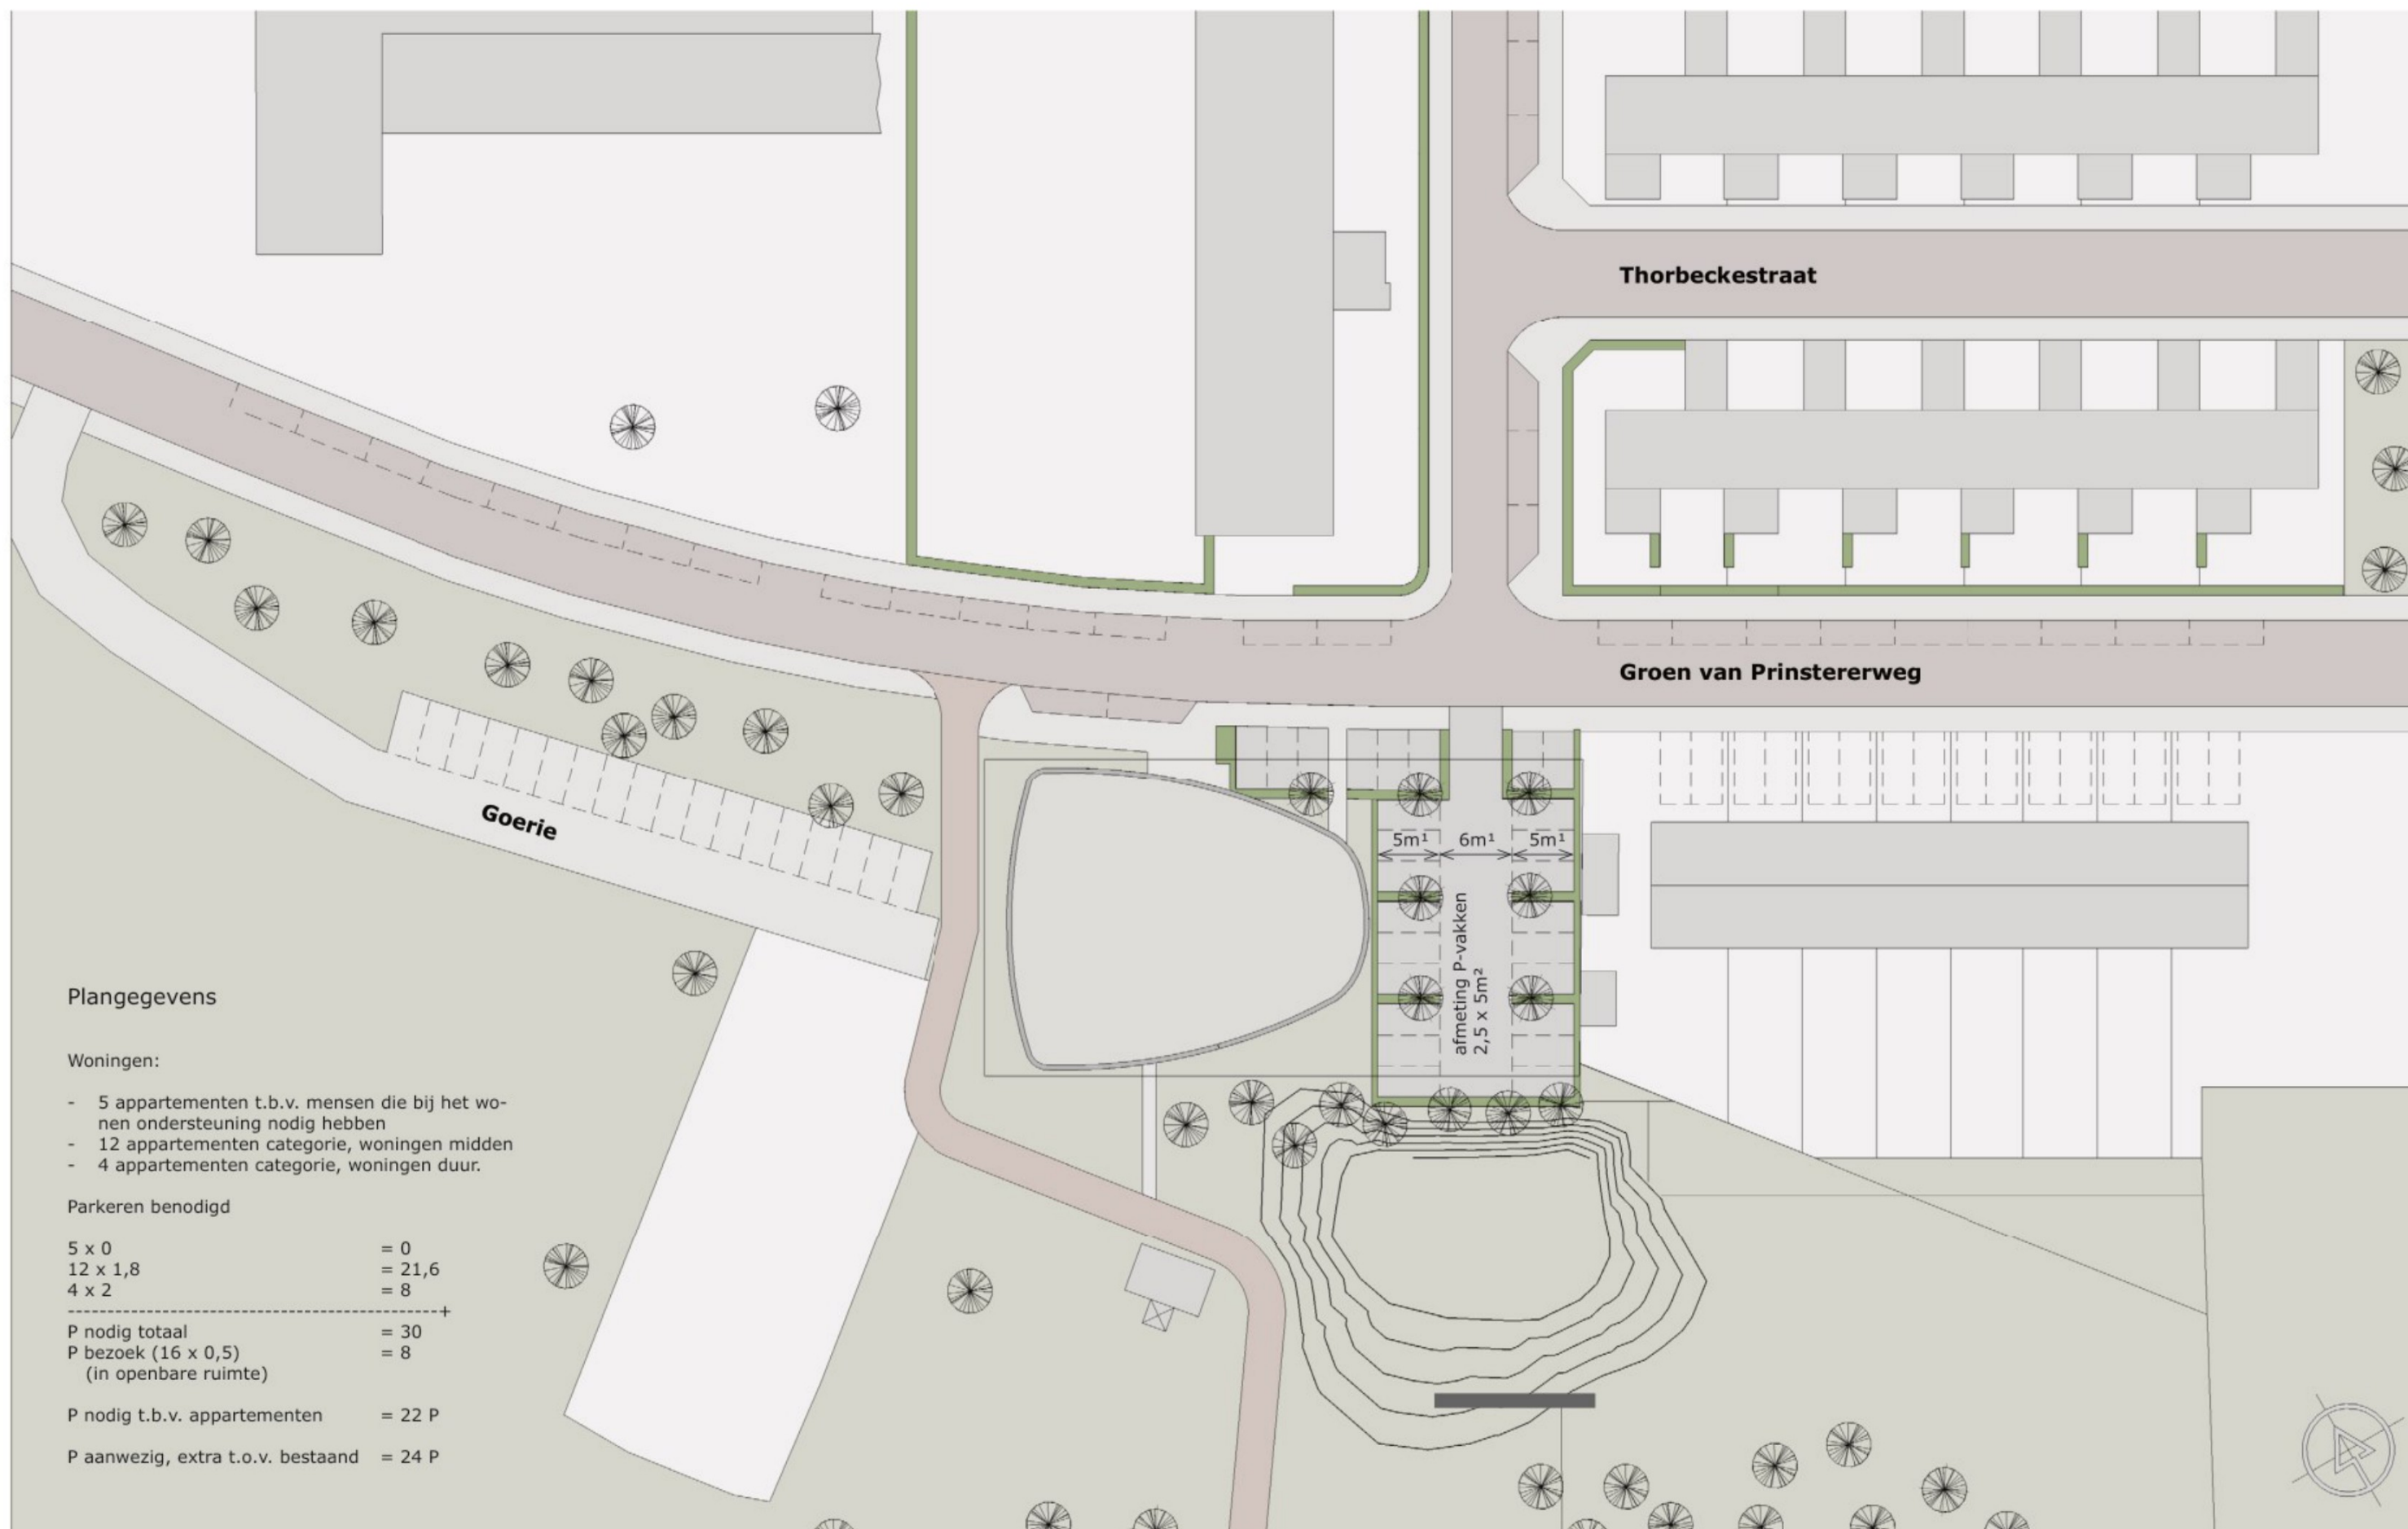 Thorbeckestraat
Groen van Prinstererweg
Goerie
5m¹ 6m¹ 5m¹
afmeting P-vakken
2,5 x 5m²
Plangegevens
Woningen:
- 5 appartementen t.b.v. mensen die bij het wo-
nen ondersteuning nodig hebben
- 12 appartementen categorie, woningen midden
- 4 appartementen categorie, woningen duur.
Parkeren benodigd
5 x 0 = 0
12 x 1,8 = 21,6
4 x 2 = 8
----------------------------------------------+
P nodig totaal = 30
P bezoek (16 x 0,5) = 8
(in openbare ruimte)
P nodig t.b.v. appartementen = 22 P
P aanwezig, extra t.o.v. bestaand = 24 P